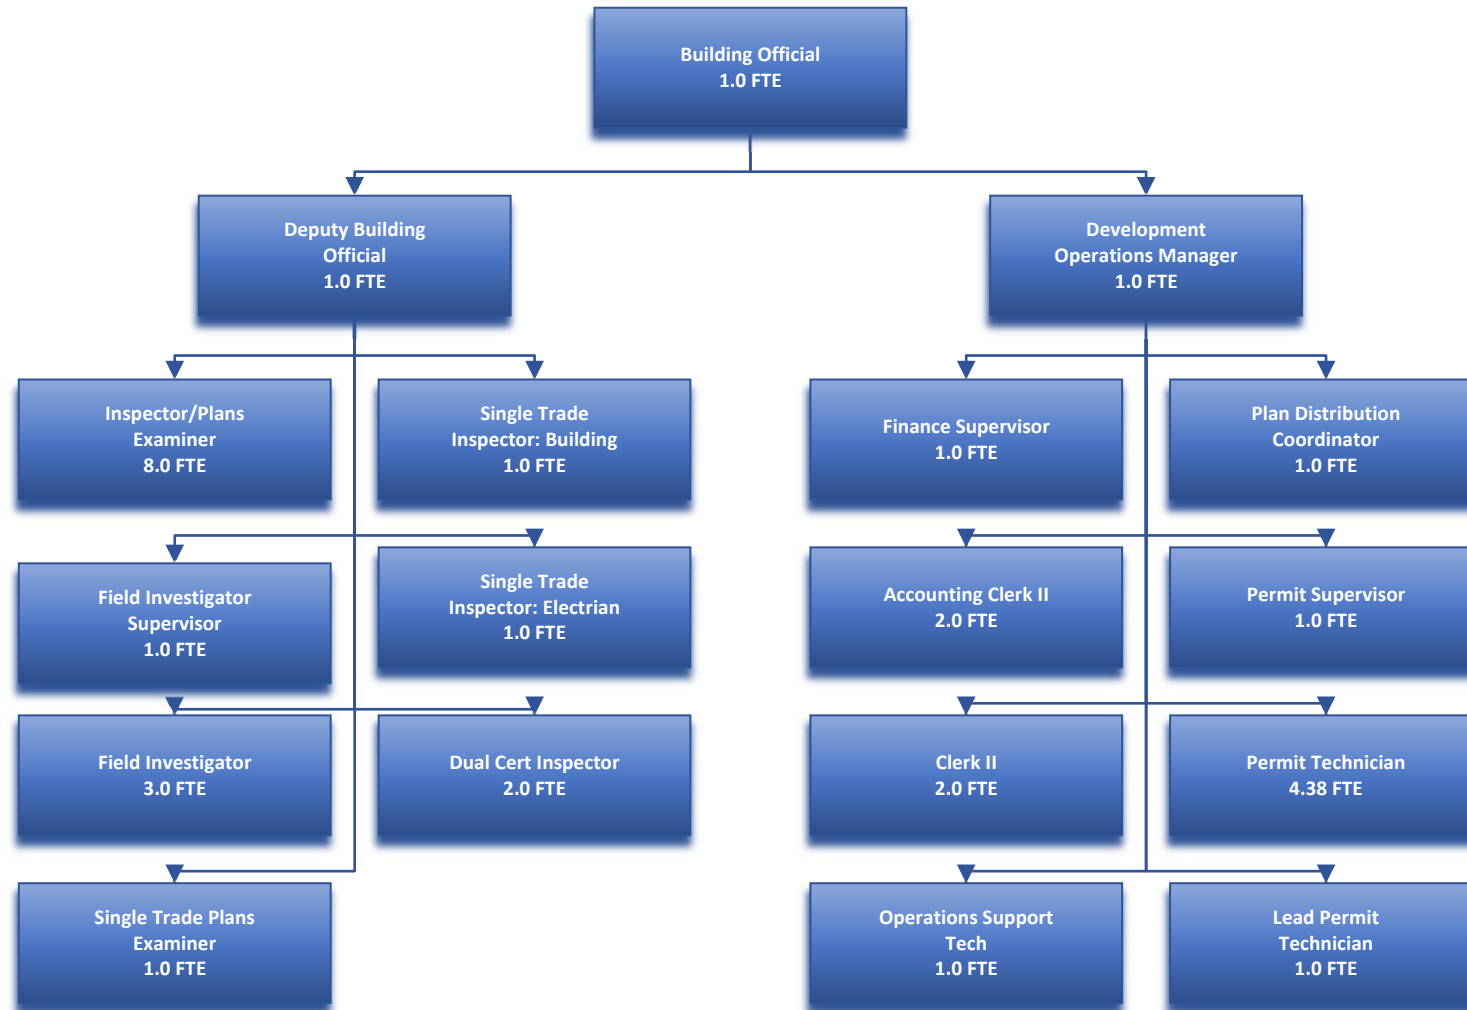 Building Official
1.0 FTE
Deputy Building
Official
1.0 FTE
Development
Operations Manager
1.0 FTE
Inspector/Plans
Examiner
8.0 FTE
Single Trade
Inspector: Building
1.0 FTE
Finance Supervisor
1.0 FTE
Plan Distribution
Coordinator
1.0 FTE
Field Investigator
Supervisor
1.0 FTE
Single Trade
Inspector: Electrian
1.0 FTE
Accounting Clerk II
2.0 FTE
Permit Supervisor
1.0 FTE
Field Investigator
3.0 FTE
Dual Cert Inspector
2.0 FTE
Clerk II
2.0 FTE
Permit Technician
4.38 FTE
Single Trade Plans
Examiner
1.0 FTE
Operations Support
Tech
1.0 FTE
Lead Permit
Technician
1.0 FTE